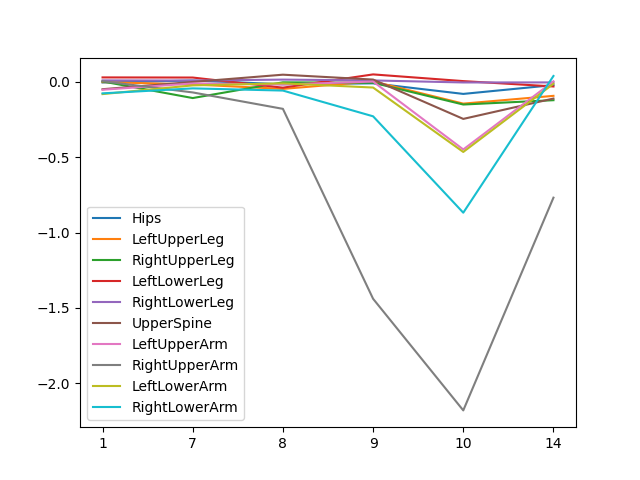 0.0
−0.5
−1.0
−1.5
−2.0
Hips
LeftUpperLeg
RightUpperLeg
LeftLowerLeg
RightLowerLeg
UpperSpine
LeftUpperArm
RightUpperArm
LeftLowerArm
RightLowerArm
1 7 8 9 10 14